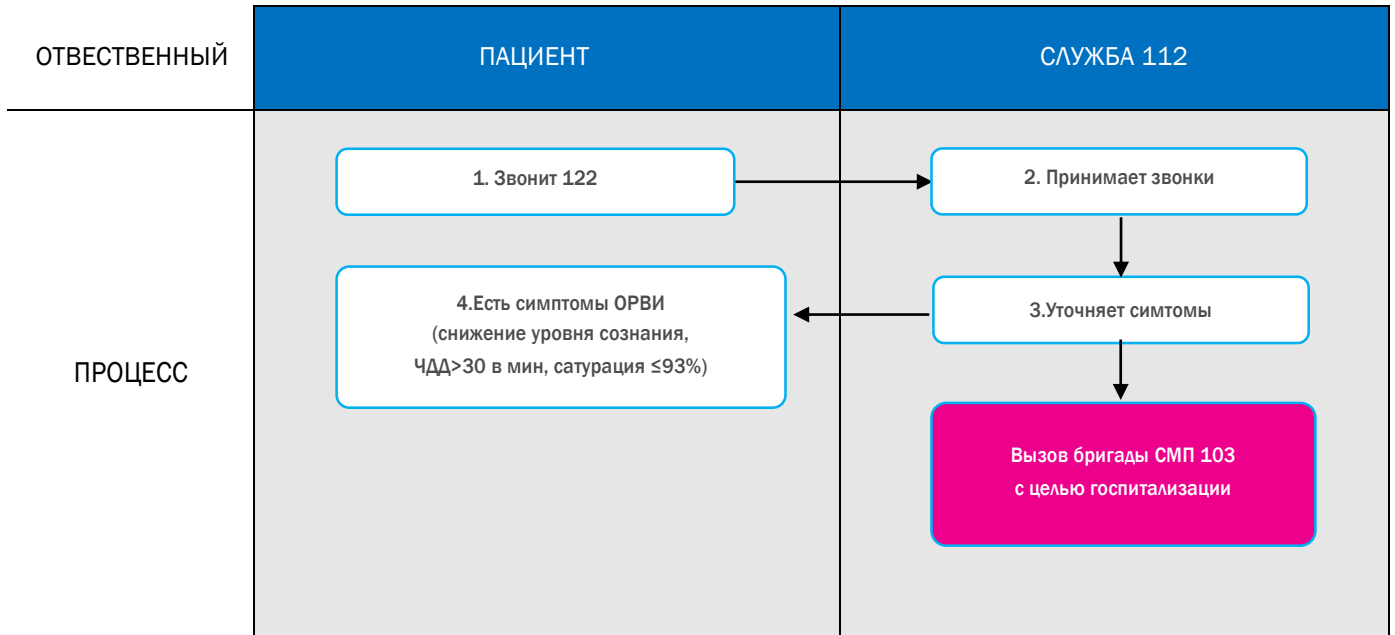 ОТВЕСТВЕННЫЙ
ПАЦИЕНТ
СЛУЖБА 112
ПРОЦЕСС
1. Звонит 122
2. Принимает звонки
4.Есть симптомы ОРВИ
(снижение уровня сознания,
ЧДД>30 в мин, сатурация ≤93%)
3.Уточняет симтомы
Вызов бригады СМП 103
с целью госпитализации